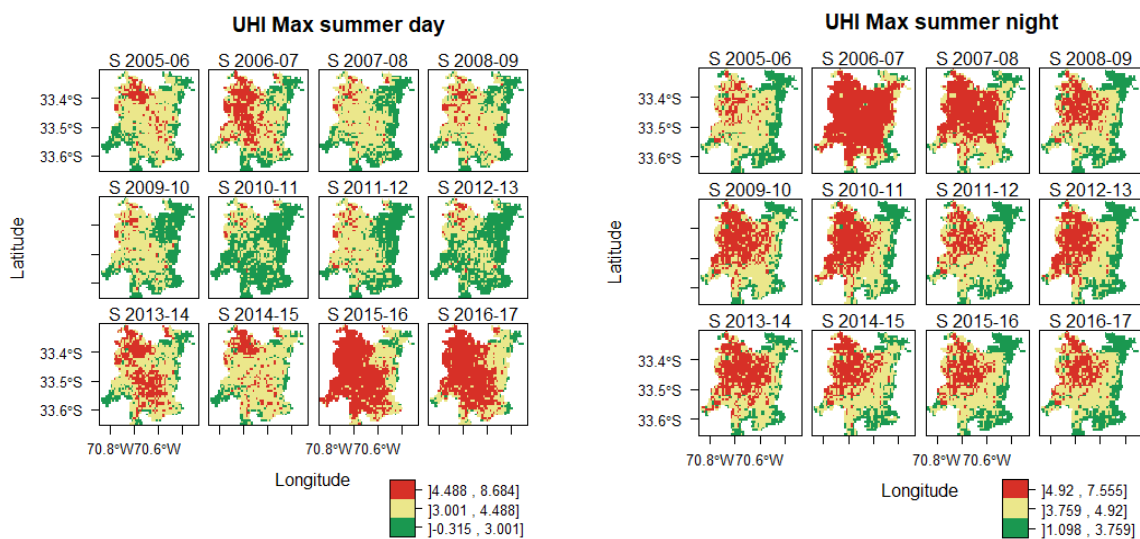 UHI Max summer day
S 2005-06 S 2006-07 S 2007-08 S 2008-09
33.4°S
33.5°S
33.6°S
S 2009-10 S 2010-11 S 2011-12 S 2012-13
Latitude
S 2013-14 S 2014-15 S 2015-16 S 2016-17
33.4°S
33.5°S
33.6°S
70.8°W70.6°W 70.8°W70.6°W
Longitude
]4.488 , 8.684]
]3.001 , 4.488]
]-0.315 , 3.001]
UHI Max summer night
S 2005-06 S 2006-07 S 2007-08 S 2008-09
33.4°S
33.5°S
33.6°S
S 2009-10 S 2010-11 S 2011-12 S 2012-13
Latitude
S 2013-14 S 2014-15 S 2015-16 S 2016-17
33.4°S
33.5°S
33.6°S
70.8°W70.6°W 70.8°W70.6°W
Longitude
]4.92 , 7.555]
]3.759 , 4.92]
]1.098 , 3.759]